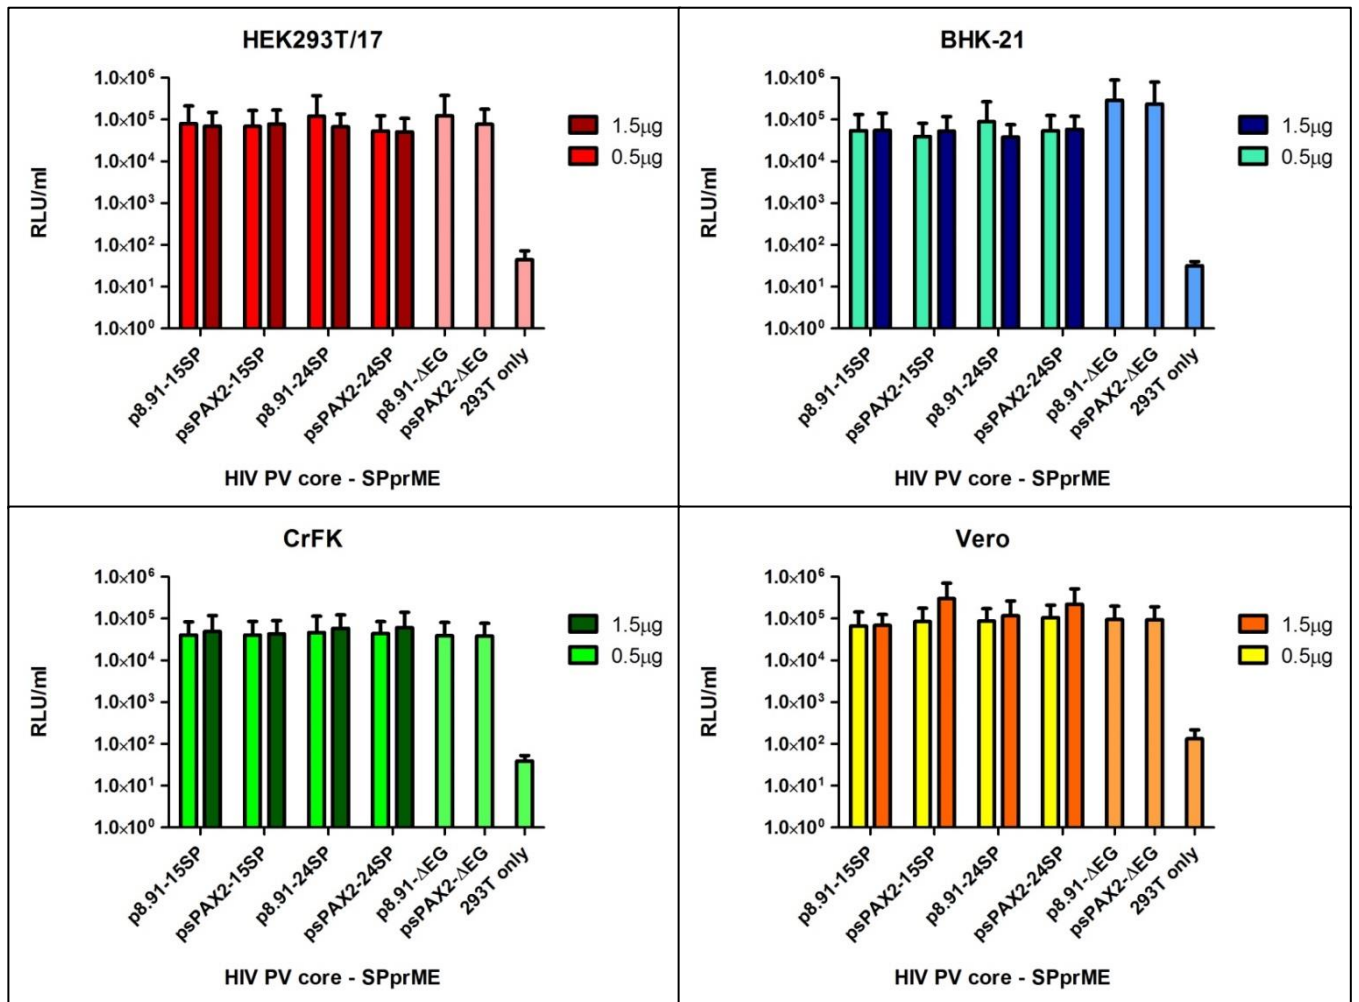 HEK293T/17
1.0×10⁶
1.0×10⁵
1.0×10⁴
1.0×10³
1.0×10²
1.0×10¹
1.0×10⁰
RLU/ml
1.5μg
0.5μg
p8.91-15SP
psPAX2-15SP
p8.91-24SP
psPAX2-24SP
p8.91-ΔEG
psPAX2-ΔEG
293T only
HIV PV core - SPprME
BHK-21
1.0×10⁶
1.0×10⁵
1.0×10⁴
1.0×10³
1.0×10²
1.0×10¹
1.0×10⁰
RLU/ml
1.5μg
0.5μg
p8.91-15SP
psPAX2-15SP
p8.91-24SP
psPAX2-24SP
p8.91-ΔEG
psPAX2-ΔEG
293T only
HIV PV core - SPprME
CrFK
1.0×10⁶
1.0×10⁵
1.0×10⁴
1.0×10³
1.0×10²
1.0×10¹
1.0×10⁰
RLU/ml
1.5μg
0.5μg
p8.91-15SP
psPAX2-15SP
p8.91-24SP
psPAX2-24SP
p8.91-ΔEG
psPAX2-ΔEG
293T only
HIV PV core - SPprME
Vero
1.0×10⁶
1.0×10⁵
1.0×10⁴
1.0×10³
1.0×10²
1.0×10¹
1.0×10⁰
RLU/ml
1.5μg
0.5μg
p8.91-15SP
psPAX2-15SP
p8.91-24SP
psPAX2-24SP
p8.91-ΔEG
psPAX2-ΔEG
293T only
HIV PV core - SPprME